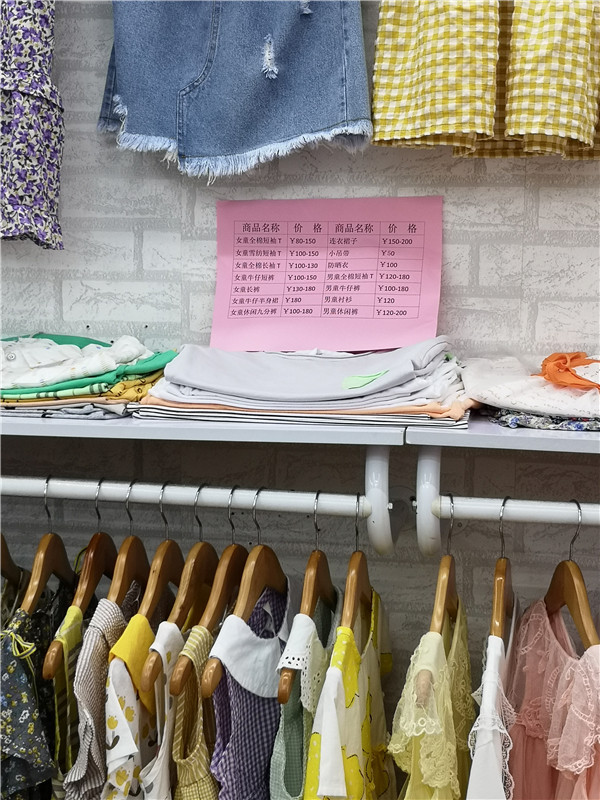 商品名称 价 格 商品名称 价 格
女童全棉短袖T ¥80-150 连衣裙子 ¥150-200
女童雪纺短袖 ¥100-150 小吊带 ¥50
女童全棉长袖T ¥100-130 防晒衣 ¥100
女童牛仔短裤 ¥100-150 男童全棉短袖T ¥120-180
女童长裤 ¥130-180 男童牛仔裤 ¥100-180
女童牛仔半身裙 ¥180 男童衬衫 ¥120
女童休闲九分裤 ¥100-180 男童休闲裤 ¥120-200